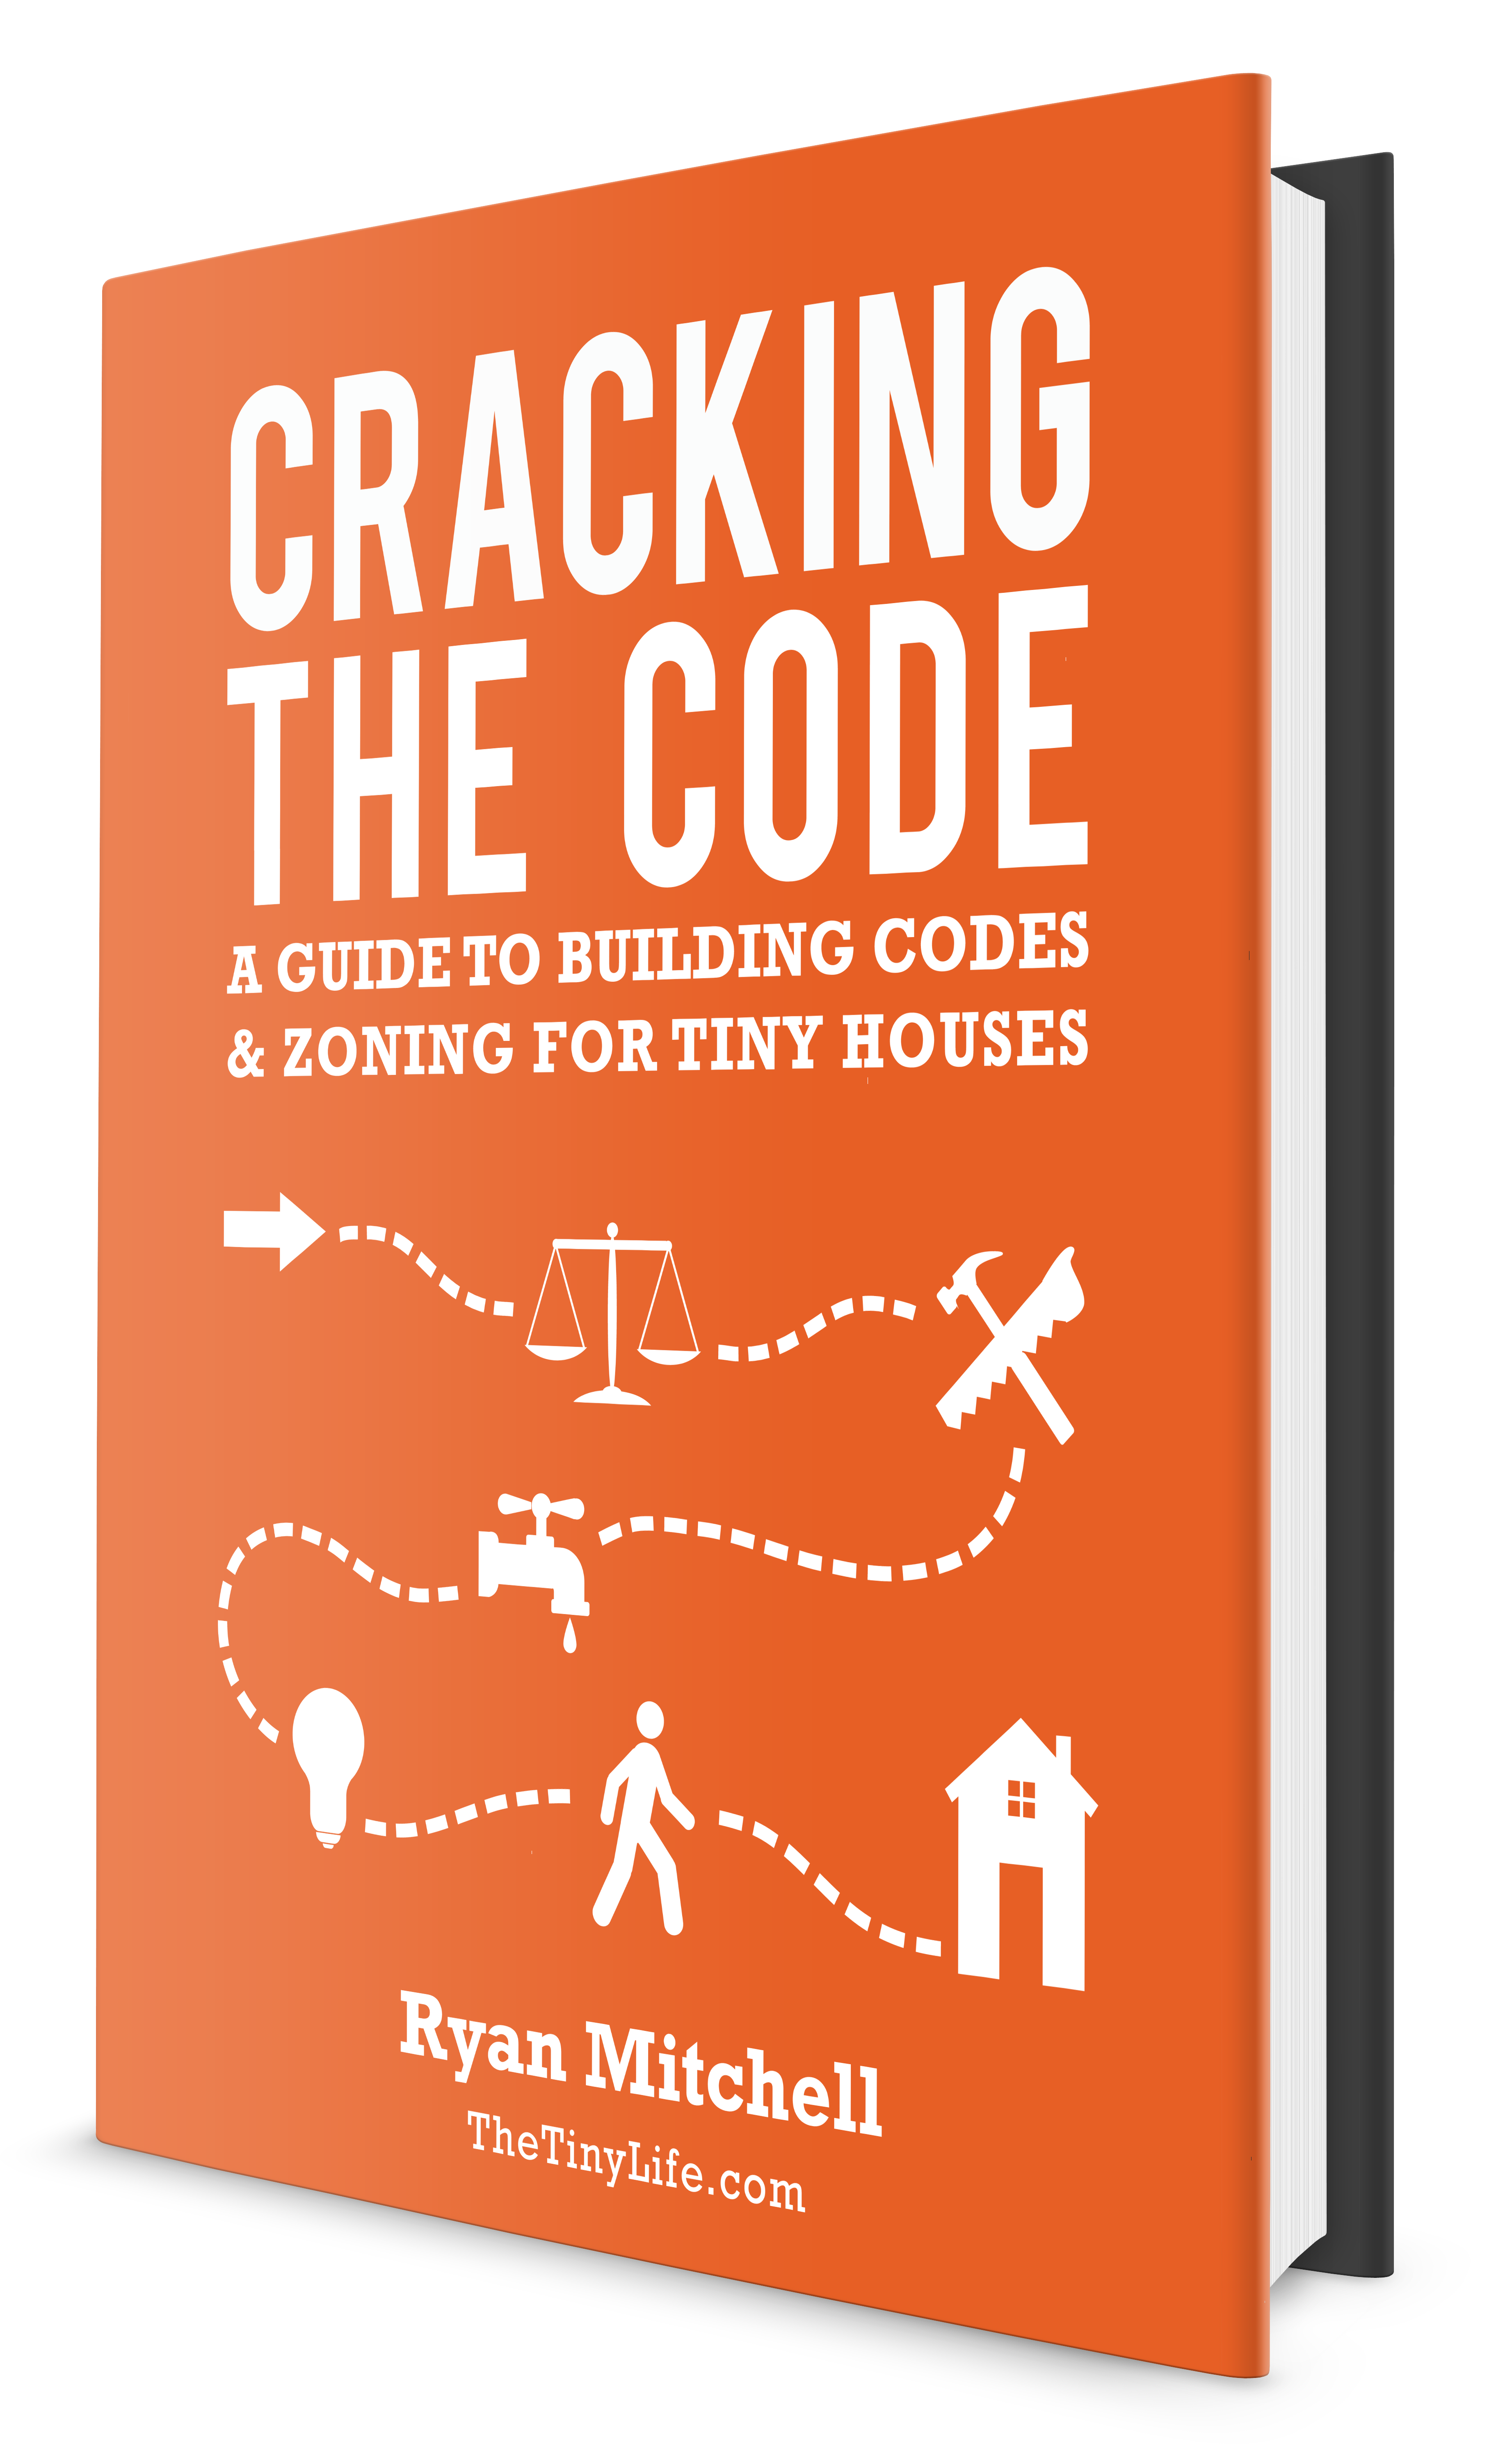 CRACKING
THE CODE
A GUIDE TO BUILDING CODES
& ZONING FOR TINY HOUSES
Ryan Mitchell
TheTinyLife.com